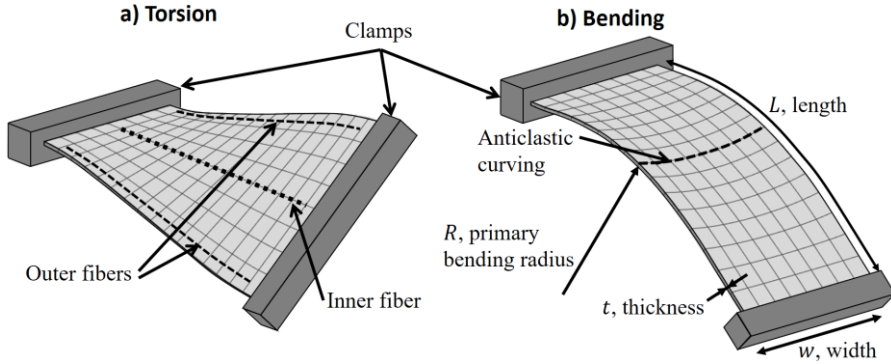 a) Torsion
Clamps
Outer fibers
Inner fiber
b) Bending
L, length
Anticlastic
curving
R, primary
bending radius
t, thickness
w, width